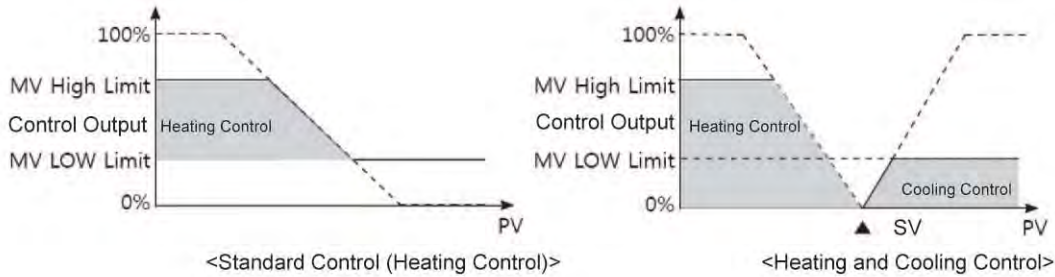 100%
MV High Limit
Control Output
Heating Control
MV LOW Limit
0%
PV
<Standard Control (Heating Control)>
100%
MV High Limit
Control Output
Heating Control
MV LOW Limit
Cooling Control
0%
▲ SV
PV
<Heating and Cooling Control>